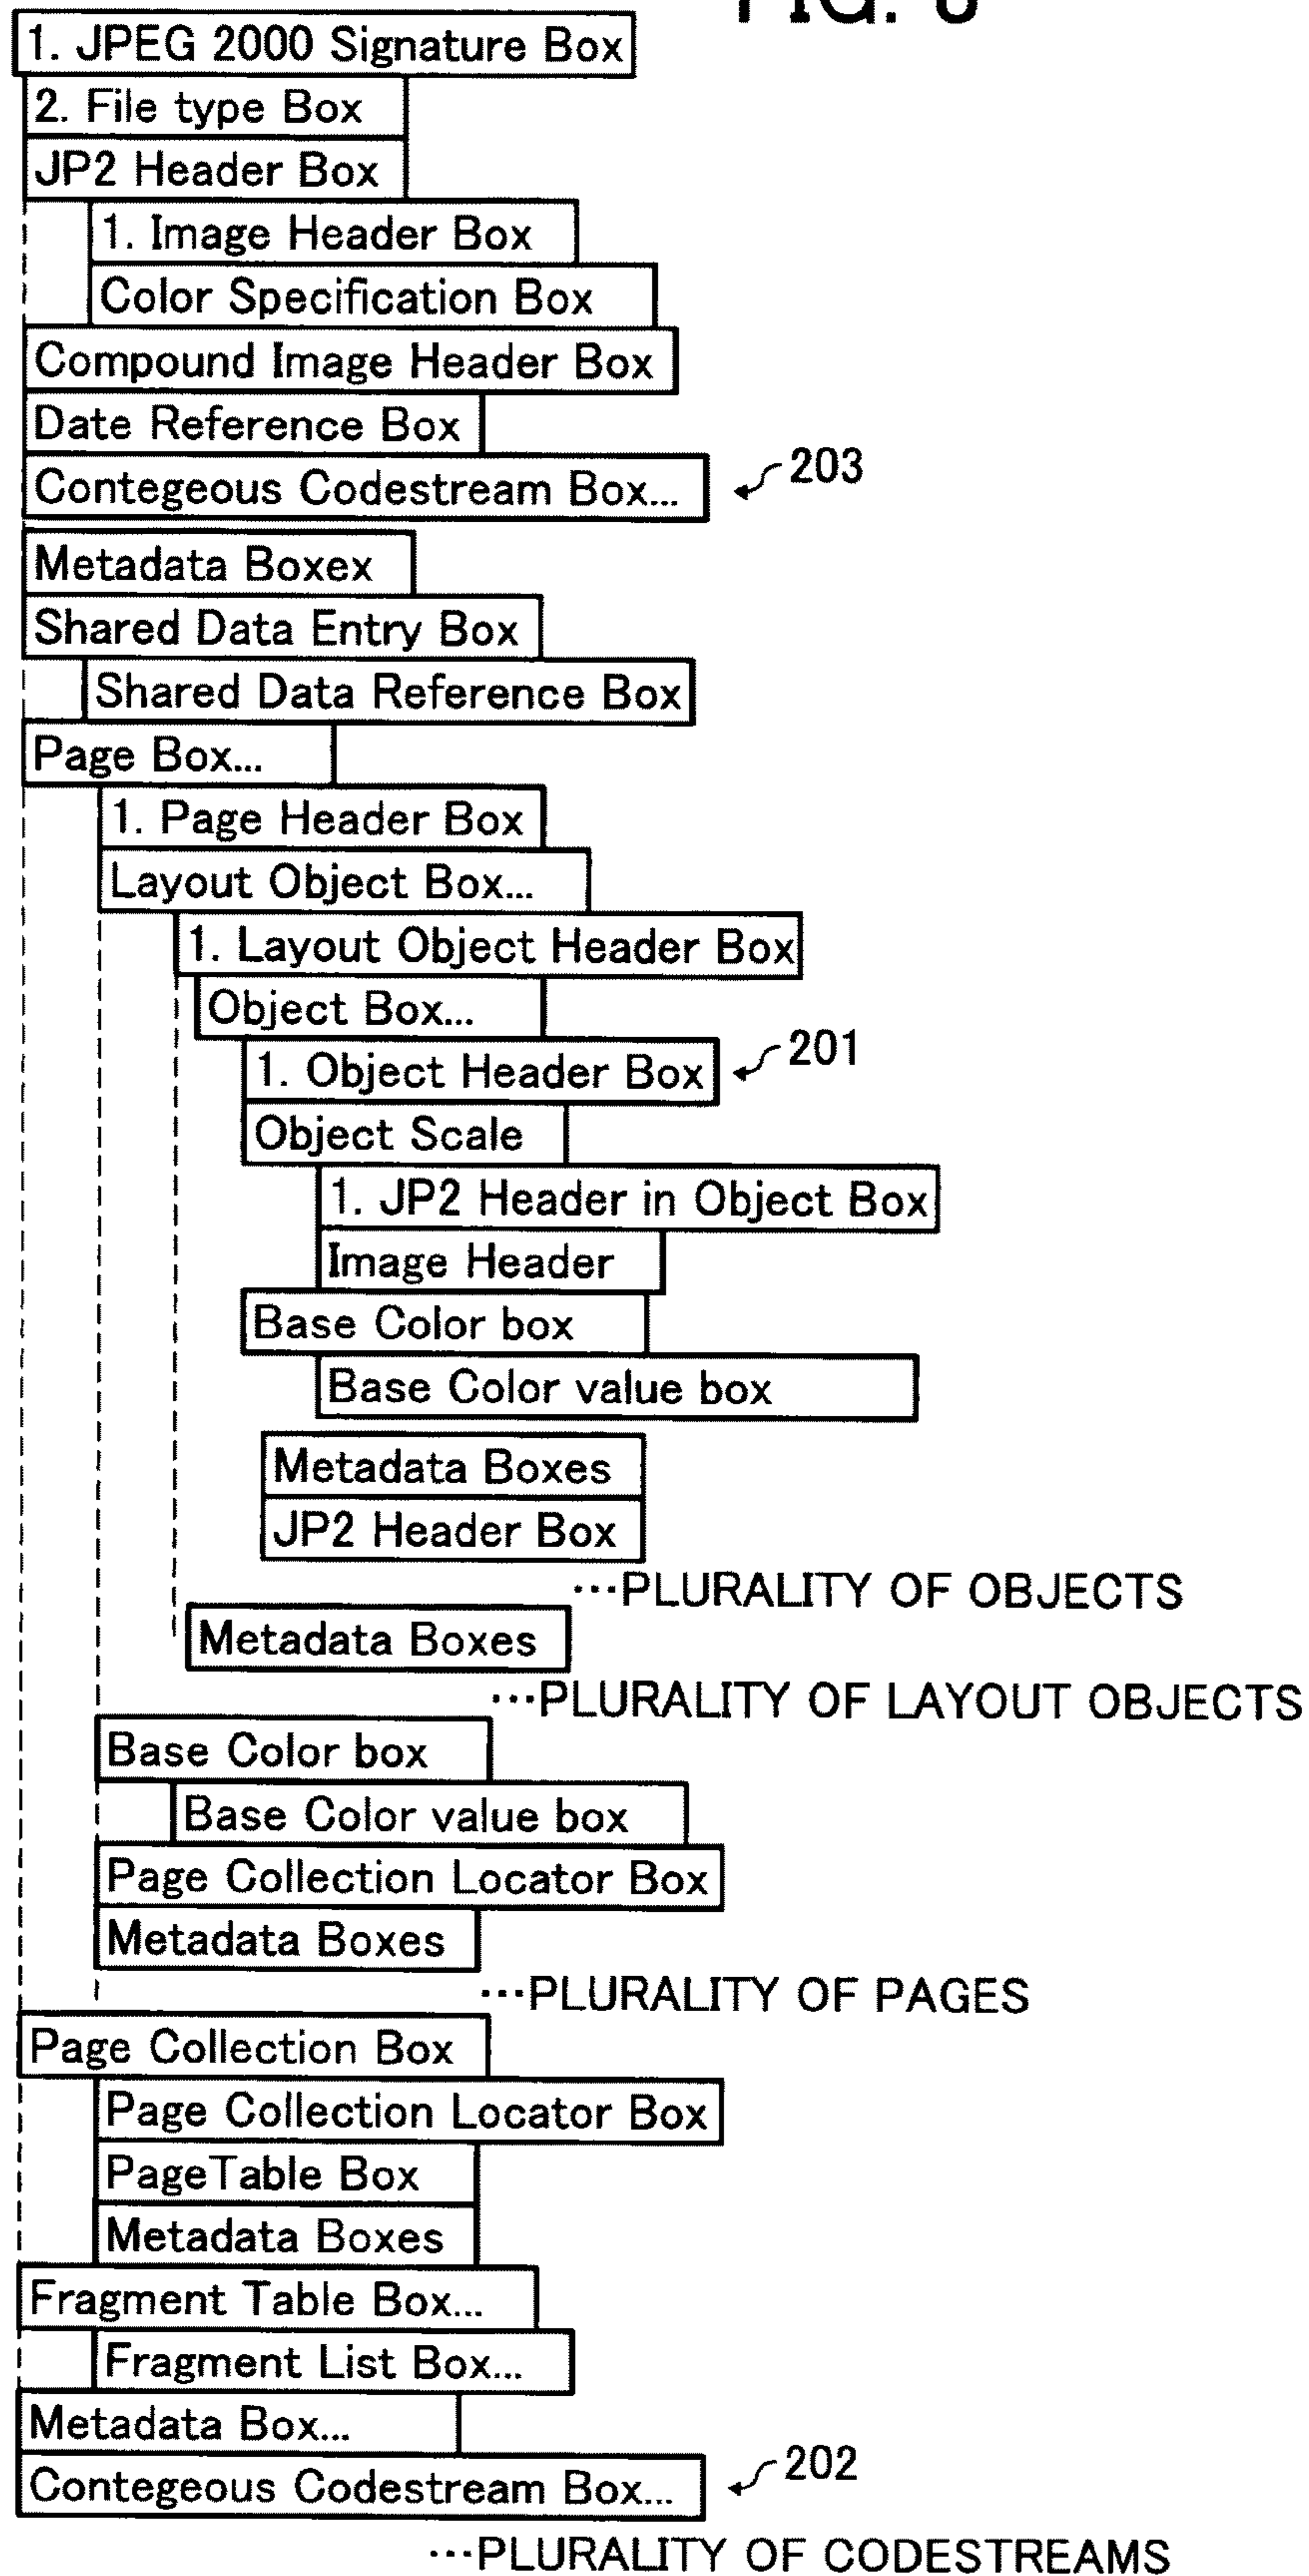 FIG.
1. JPEG 2000 Signature Box
2. File type Box
JP2 Header Box
1. Image Header Box
Color Specification Box
Compound Image Header Box
Date Reference Box
Contegeous Codestream Box... 203
Metadata Boxex
Shared Data Entry Box
Shared Data Reference Box
Page Box...
1. Page Header Box
Layout Object Box...
1. Layout Object Header Box
Object Box...
1. Object Header Box 201
Object Scale
1. JP2 Header in Object Box
Image Header
Base Color box
Base Color value box
Metadata Boxes
JP2 Header Box
...PLURALITY OF OBJECTS
Metadata Boxes
...PLURALITY OF LAYOUT OBJECTS
Base Color box
Base Color value box
Page Collection Locator Box
Metadata Boxes
...PLURALITY OF PAGES
Page Collection Box
Page Collection Locator Box
PageTable Box
Metadata Boxes
Fragment Table Box...
Fragment List Box...
Metadata Box...
Contegeous Codestream Box... 202
...PLURALITY OF CODESTREAMS